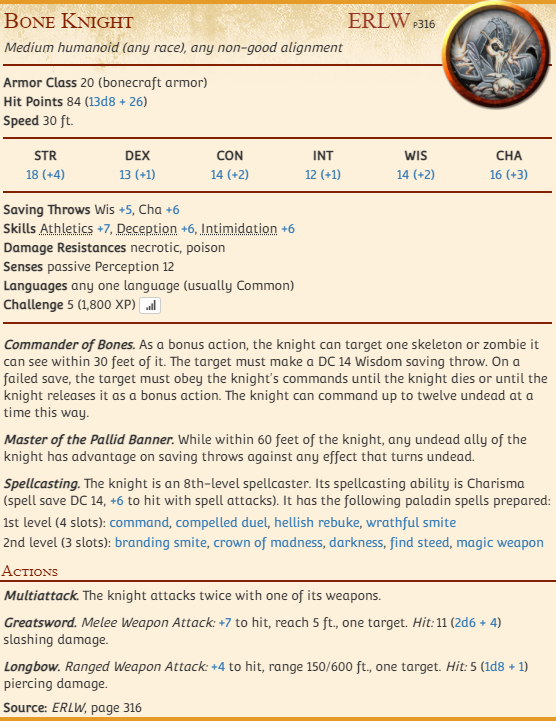 Bone Knight ERLW P316
Medium humanoid (any race), any non-good alignment
Armor Class 20 (bonecraft armor)
Hit Points 84 (13d8 + 26)
Speed 30 ft.
STR DEX CON INT WIS CHA
18 (+4) 13 (+1) 14 (+2) 12 (+1) 14 (+2) 16 (+3)
Saving Throws Wis +5, Cha +6
Skills Athletics +7, Deception +6, Intimidation +6
Damage Resistances necrotic, poison
Senses passive Perception 12
Languages any one language (usually Common)
Challenge 5 (1,800 XP)
Commander of Bones. As a bonus action, the knight can target one skeleton or zombie it
can see within 30 feet of it. The target must make a DC 14 Wisdom saving throw. On a
failed save, the target must obey the knight's commands until the knight dies or until the
knight releases it as a bonus action. The knight can command up to twelve undead at a
time this way.
Master of the Pallid Banner. While within 60 feet of the knight, any undead ally of the
knight has advantage on saving throws against any effect that turns undead.
Spellcasting. The knight is an 8th-level spellcaster. Its spellcasting ability is Charisma
(spell save DC 14, +6 to hit with spell attacks). It has the following paladin spells prepared:
1st level (4 slots): command, compelled duel, hellish rebuke, wrathful smite
2nd level (3 slots): branding smite, crown of madness, darkness, find steed, magic weapon
Actions
Multiattack. The knight attacks twice with one of its weapons.
Greatsword. Melee Weapon Attack: +7 to hit, reach 5 ft., one target. Hit: 11 (2d6 + 4)
slashing damage.
Longbow. Ranged Weapon Attack: +4 to hit, range 150/600 ft., one target. Hit: 5 (1d8 + 1)
piercing damage.
Source: ERLW, page 316